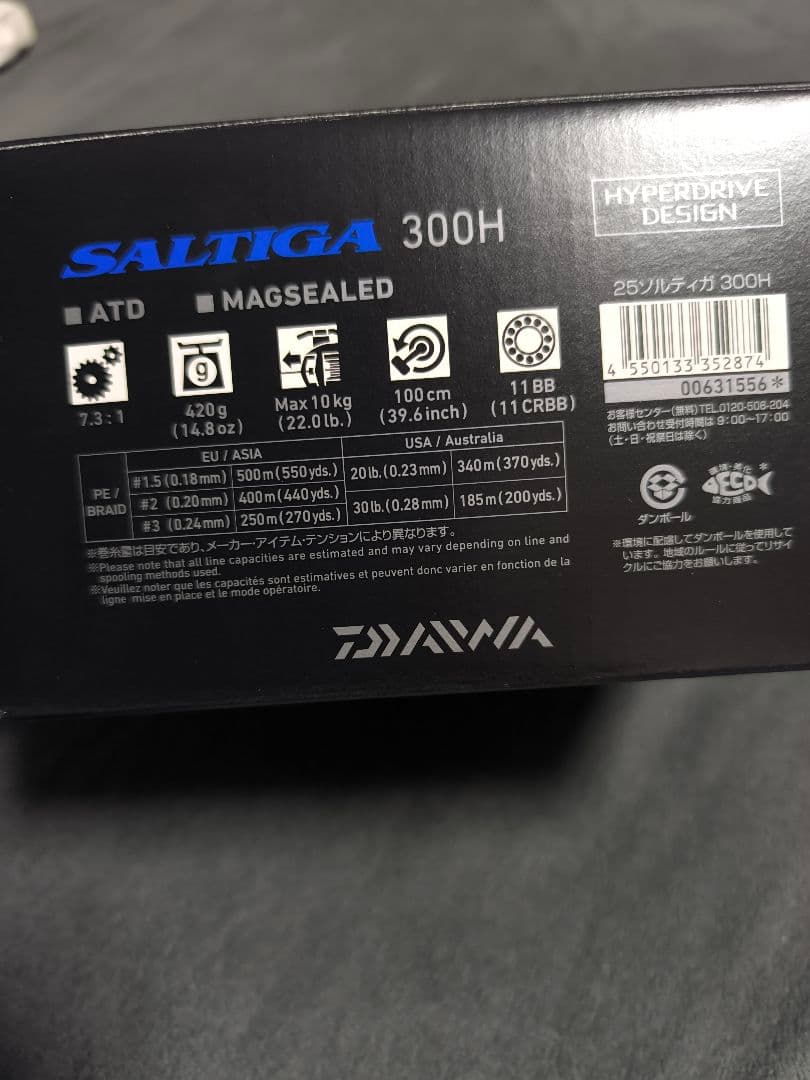 SALTIGA 300H
HYPERDRIVE
DESIGN
■ATD ■MAGSEALED
25ソルティガ 300H
4 550133 352874
00631556*
お客様センター(無料)TEL.0120-506-204
お問い合わせ受付時間は 9:00~17:00
(土・日・祝祭日は除く)
g
7.3:1
420g
(14.8oz)
Max 10kg
(22.0lb.)
100cm
(39.6inch)
11BB
(11CRBB)
PE/
BRAID
EU / ASIA
#1.5(0.18mm) 500m(550yds.)
#2 (0.20mm) 400m(440yds.)
#3 (0.24mm) 250m(270yds.)
USA / Australia
20lb.(0.23mm) 340m(370yds.)
30lb.(0.28mm) 185m(200yds.)
※巻糸量は目安であり、メーカー・アイテム・テンションにより異なります。
※Please note that all line capacities are estimated and may vary depending on line and
spooling methods used.
※Veuillez noter que les capacités sont estimatives et peuvent donc varier en fonction de la
ligne mise en place et le mode opératoire.
ダンボール
環境・美化
ECO
協力商品
※環境に配慮してダンボールを使用して
います。地域のルールに従ってリサイ
クルにご協力をお願いします。
DAIWA